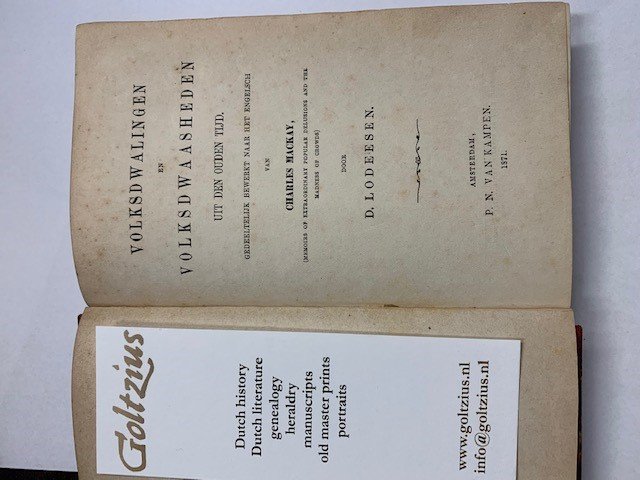 VOLKSDWALINGEN
EN
VOLKSDWAASHEDEN
UIT DEN OUDEN TIJD,
GEDEELTELIJK BEWERKT NAAR HET ENGELSCH
VAN
CHARLES MACKAY,
(MEMOIRS OF EXTRAORDINARY POPULAR DELUSIONS AND THE
MADNESS OF CROWDS)
DOOR
D. LODEESEN.
AMSTERDAM,
P. N. VAN KAMPEN.
1871.
Goltzius
Dutch history
Dutch literature
genealogy
heraldry
manuscripts
old master prints
portraits
www.goltzius.nl
info@goltzius.nl